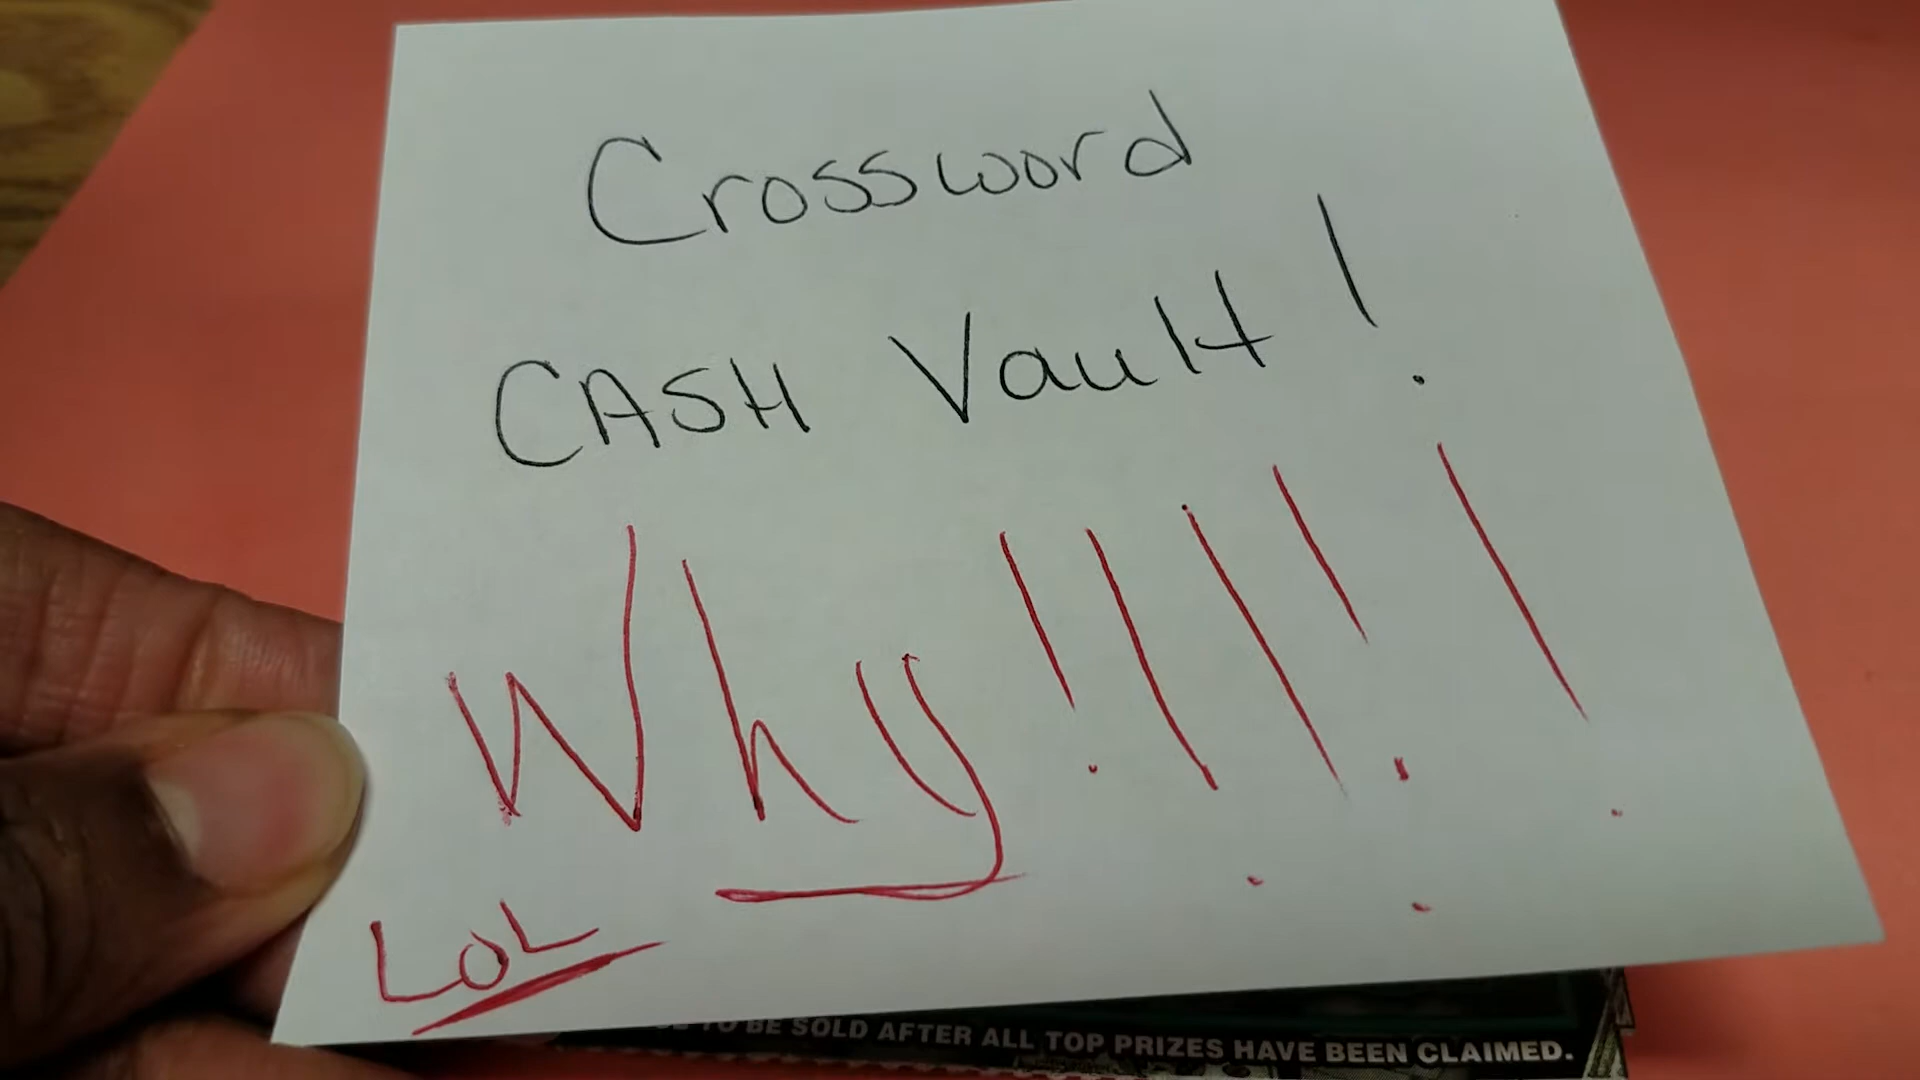 Crossword
CASH Vault!
Why!!!!!
LOL
TO BE SOLD AFTER ALL TOP PRIZES HAVE BEEN CLAIMED.